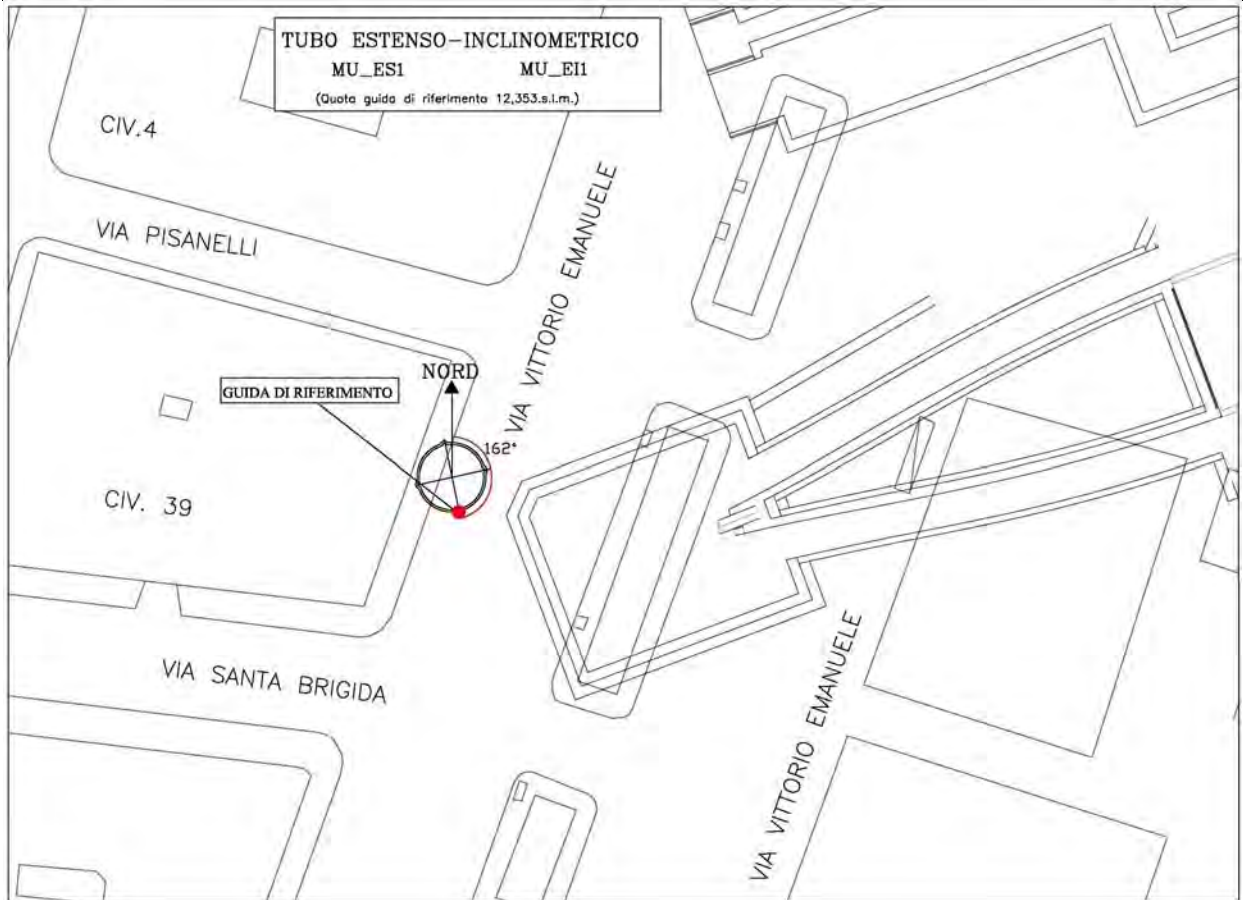 TUBO ESTENSO-INCLINOMETRICO
MU_ES1 MU_EI1
(Quota guida di riferimento 12,353.s.l.m.)
CIV.4
VIA PISANELLI
VIA VITTORIO EMANUELE
NORD
GUIDA DI RIFERIMENTO
162°
CIV. 39
VIA SANTA BRIGIDA
VIA VITTORIO EMANUELE